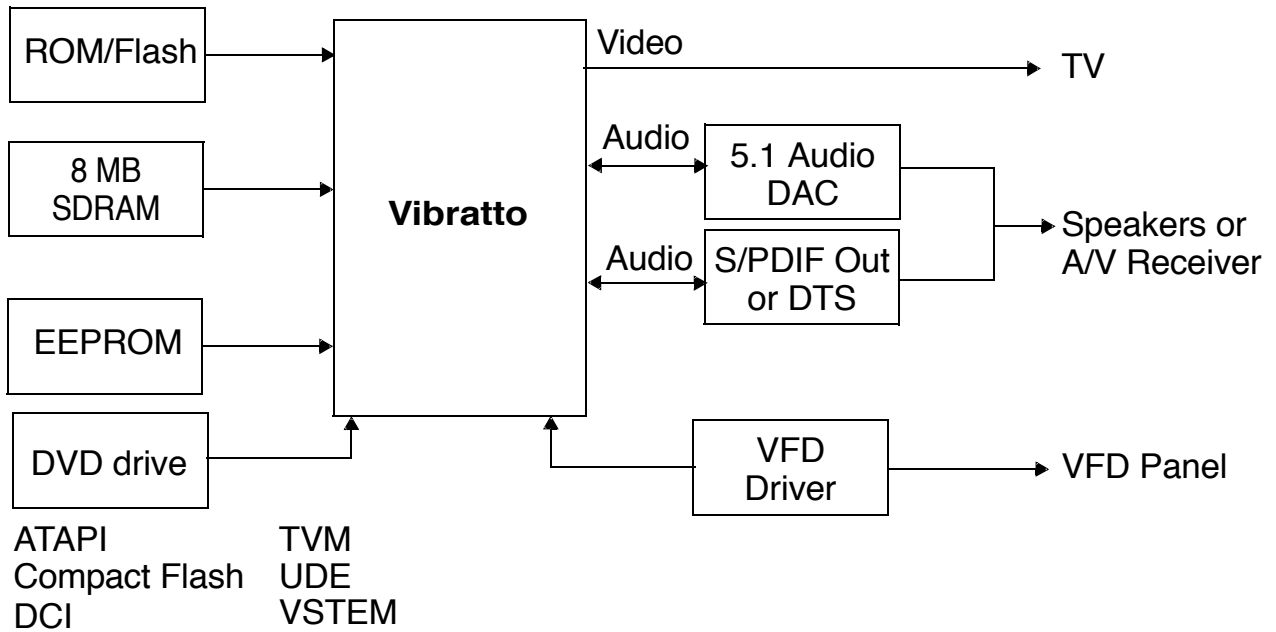 ROM/Flash
8 MB
SDRAM
EEPROM
DVD drive
ATAPI
Compact Flash
DCI
TVM
UDE
VSTEM
Vibratto
Video
TV
Audio
5.1 Audio
DAC
Audio
S/PDIF Out
or DTS
Speakers or
A/V Receiver
VFD
Driver
VFD Panel